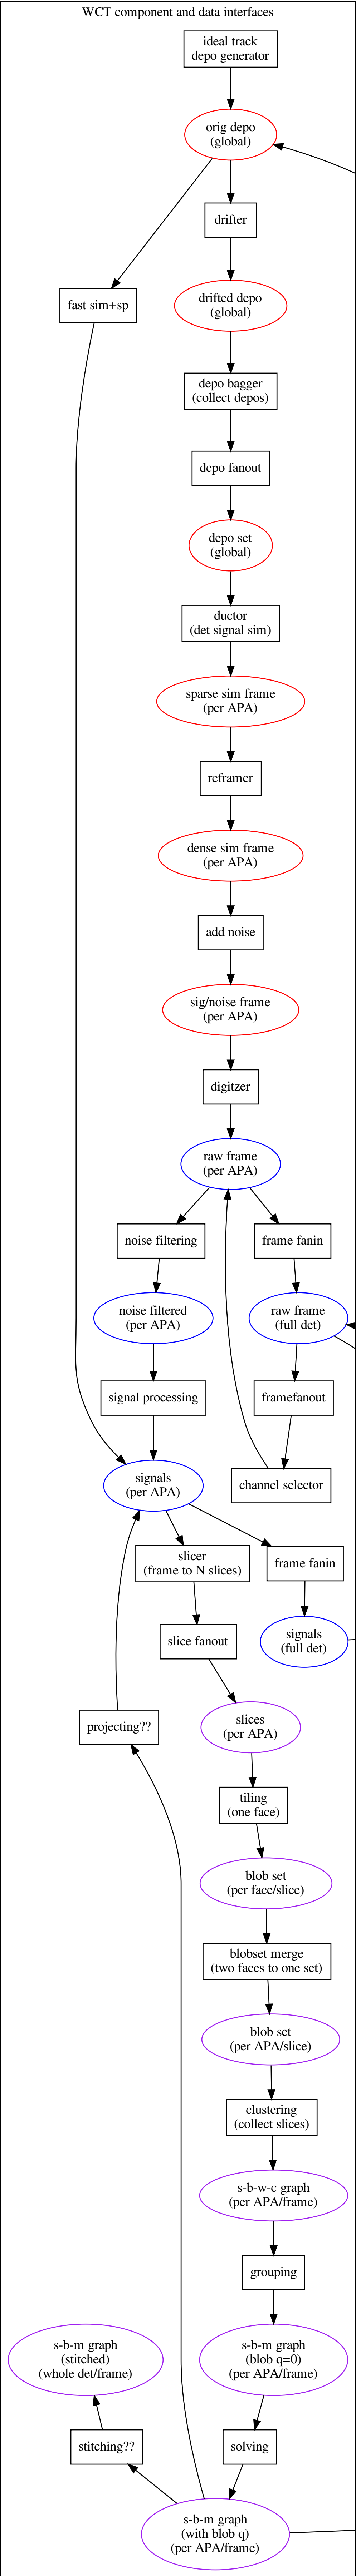 WCT component and data interfaces
ideal track
depo generator
orig depo
(global)
drifter
fast sim+sp
drifted depo
(global)
depo bagger
(collect depos)
depo fanout
depo set
(global)
ductor
(det signal sim)
sparse sim frame
(per APA)
reframer
dense sim frame
(per APA)
add noise
sig/noise frame
(per APA)
digitzer
raw frame
(per APA)
noise filtering
frame fanin
noise filtered
(per APA)
raw frame
(full det)
signal processing
framefanout
signals
(per APA)
channel selector
slicer
(frame to N slices)
frame fanin
slice fanout
signals
(full det)
projecting??
slices
(per APA)
tiling
(one face)
blob set
(per face/slice)
blobset merge
(two faces to one set)
blob set
(per APA/slice)
clustering
(collect slices)
s-b-w-c graph
(per APA/frame)
grouping
s-b-m graph
(stitched)
(whole det/frame)
s-b-m graph
(blob q=0)
(per APA/frame)
stitching??
solving
s-b-m graph
(with blob q)
(per APA/frame)